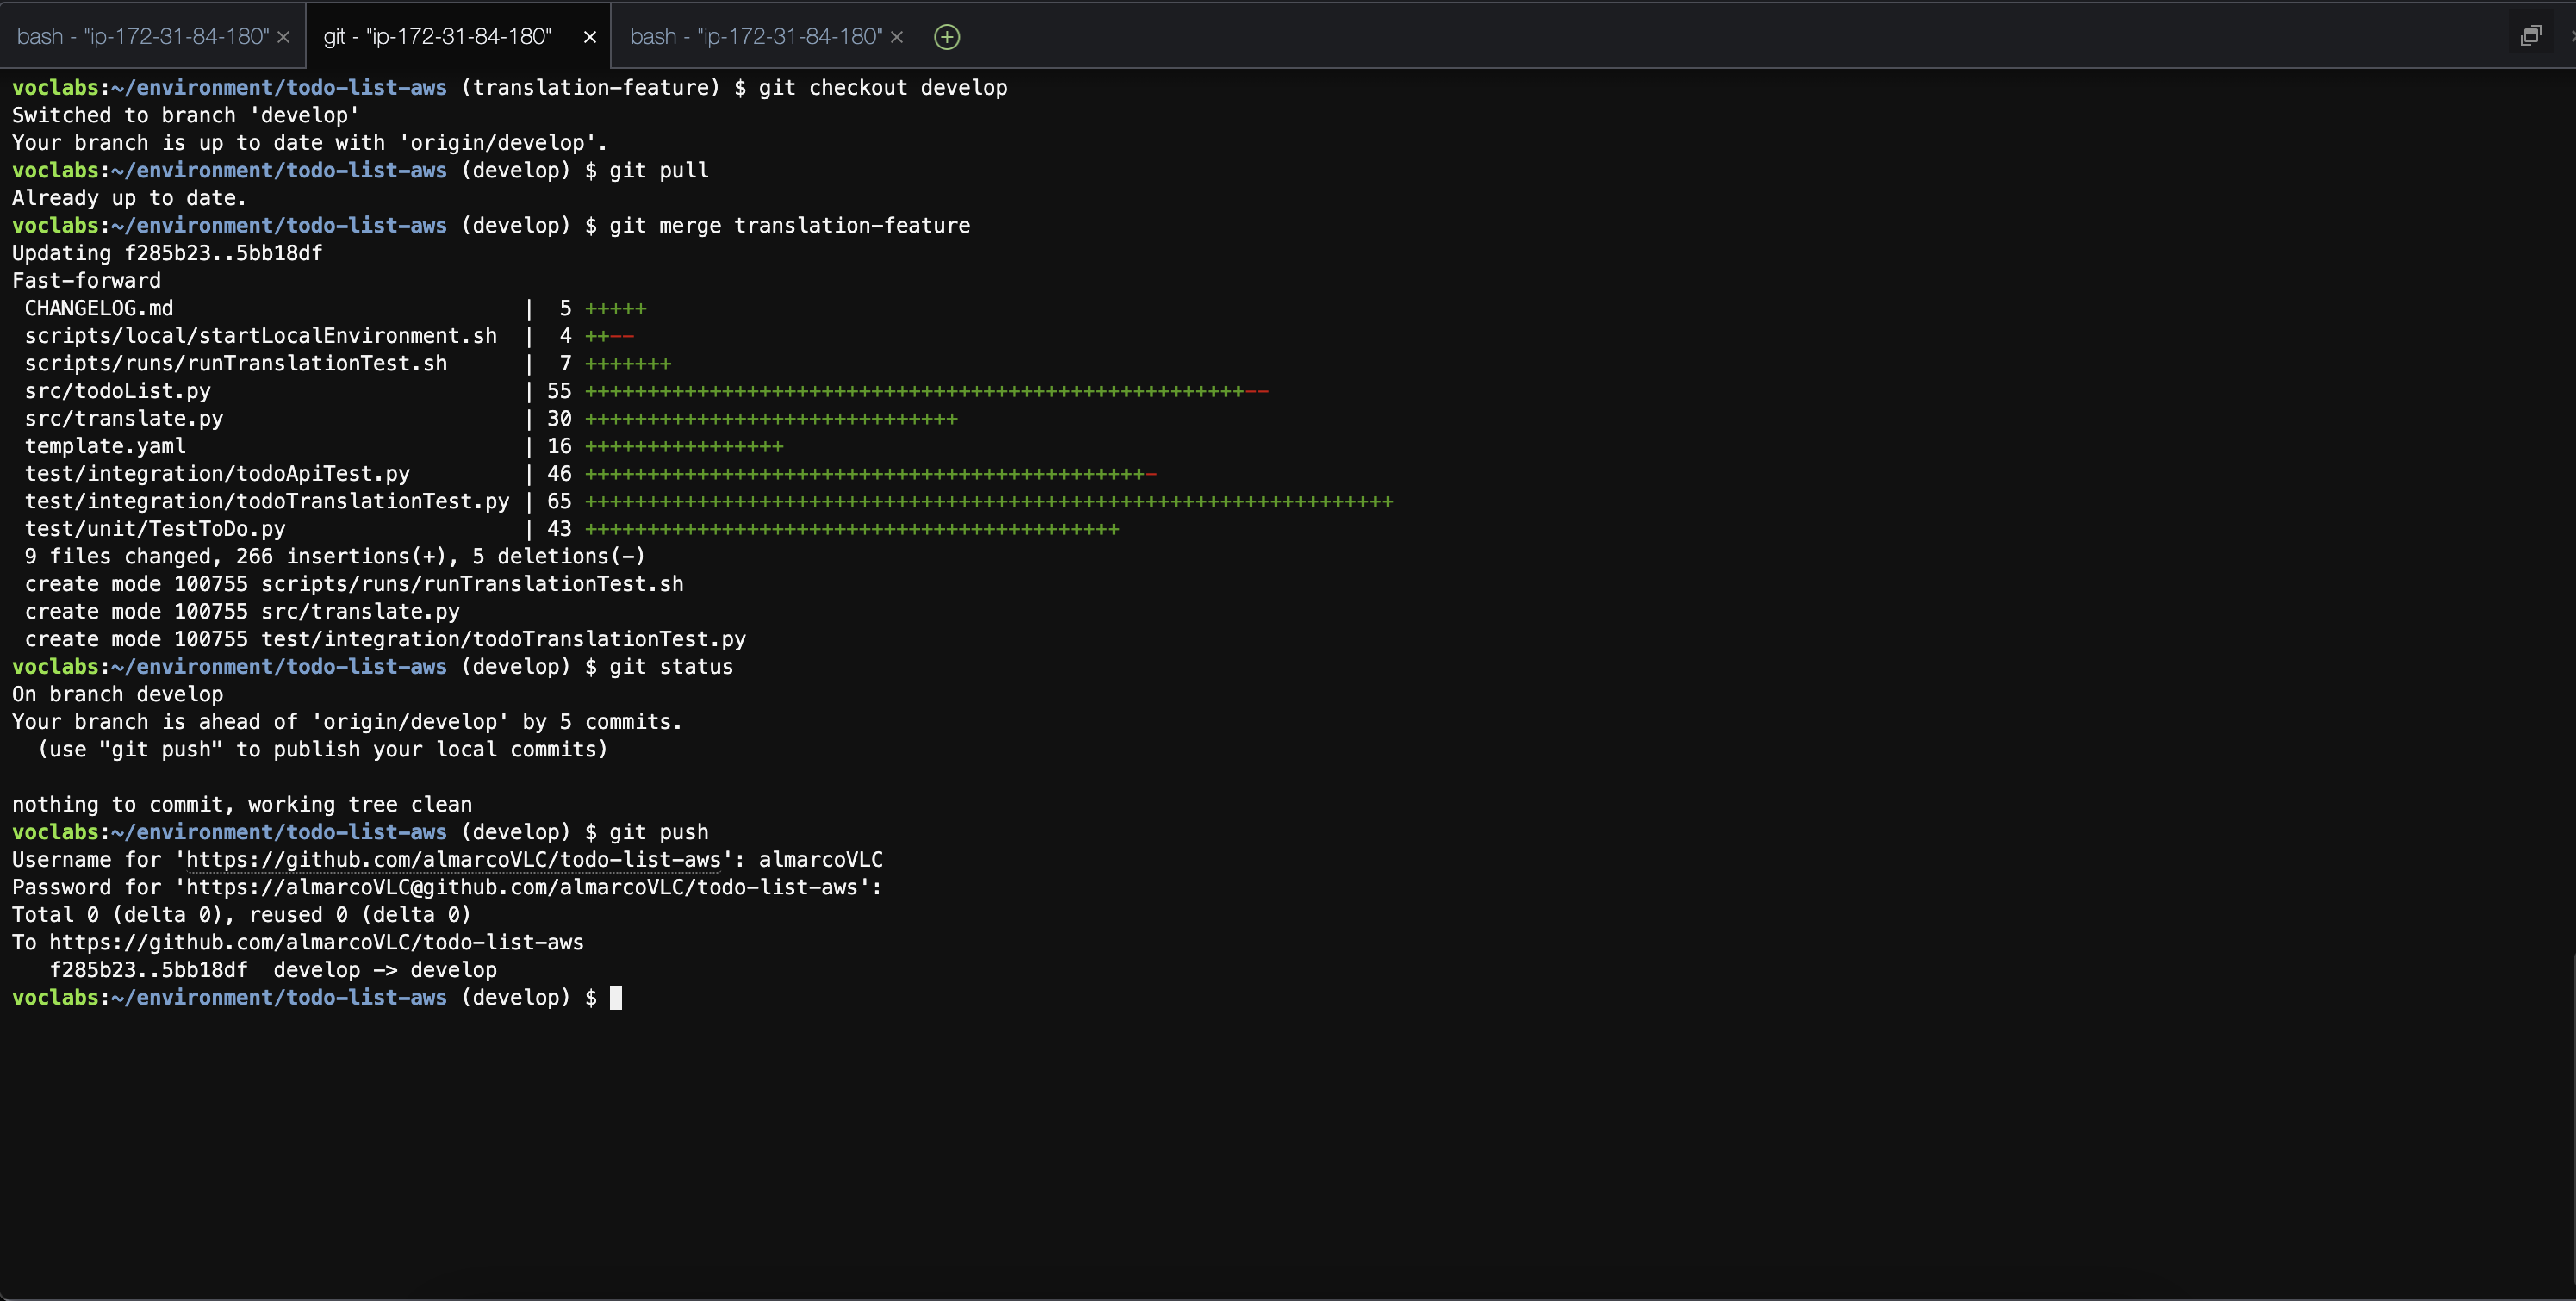 bash - "ip-172-31-84-180" × git - "ip-172-31-84-180" × bash - "ip-172-31-84-180" ×
voclabs:~/environment/todo-list-aws (translation-feature) $ git checkout develop
Switched to branch 'develop'
Your branch is up to date with 'origin/develop'.
voclabs:~/environment/todo-list-aws (develop) $ git pull
Already up to date.
voclabs:~/environment/todo-list-aws (develop) $ git merge translation-feature
Updating f285b23..5bb18df
Fast-forward
 CHANGELOG.md                           |  5 +++++
 scripts/local/startLocalEnvironment.sh  |  4 ++--
 scripts/runs/runTranslationTest.sh      |  7 +++++++
 src/todoList.py                         | 55 +++++++++++++++++++++++++++++++++++++++++++++++++++++--
 src/translate.py                        | 30 ++++++++++++++++++++++++++++++
 template.yaml                           | 16 ++++++++++++++++
 test/integration/todoApiTest.py         | 46 +++++++++++++++++++++++++++++++++++++++++++++-
 test/integration/todoTranslationTest.py | 65 +++++++++++++++++++++++++++++++++++++++++++++++++++++++++++++++++
 test/unit/TestToDo.py                   | 43 +++++++++++++++++++++++++++++++++++++++++++
 9 files changed, 266 insertions(+), 5 deletions(-)
 create mode 100755 scripts/runs/runTranslationTest.sh
 create mode 100755 src/translate.py
 create mode 100755 test/integration/todoTranslationTest.py
voclabs:~/environment/todo-list-aws (develop) $ git status
On branch develop
Your branch is ahead of 'origin/develop' by 5 commits.
  (use "git push" to publish your local commits)
nothing to commit, working tree clean
voclabs:~/environment/todo-list-aws (develop) $ git push
Username for 'https://github.com/almarcoVLC/todo-list-aws': almarcoVLC
Password for 'https://almarcoVLC@github.com/almarcoVLC/todo-list-aws':
Total 0 (delta 0), reused 0 (delta 0)
To https://github.com/almarcoVLC/todo-list-aws
   f285b23..5bb18df  develop -> develop
voclabs:~/environment/todo-list-aws (develop) $